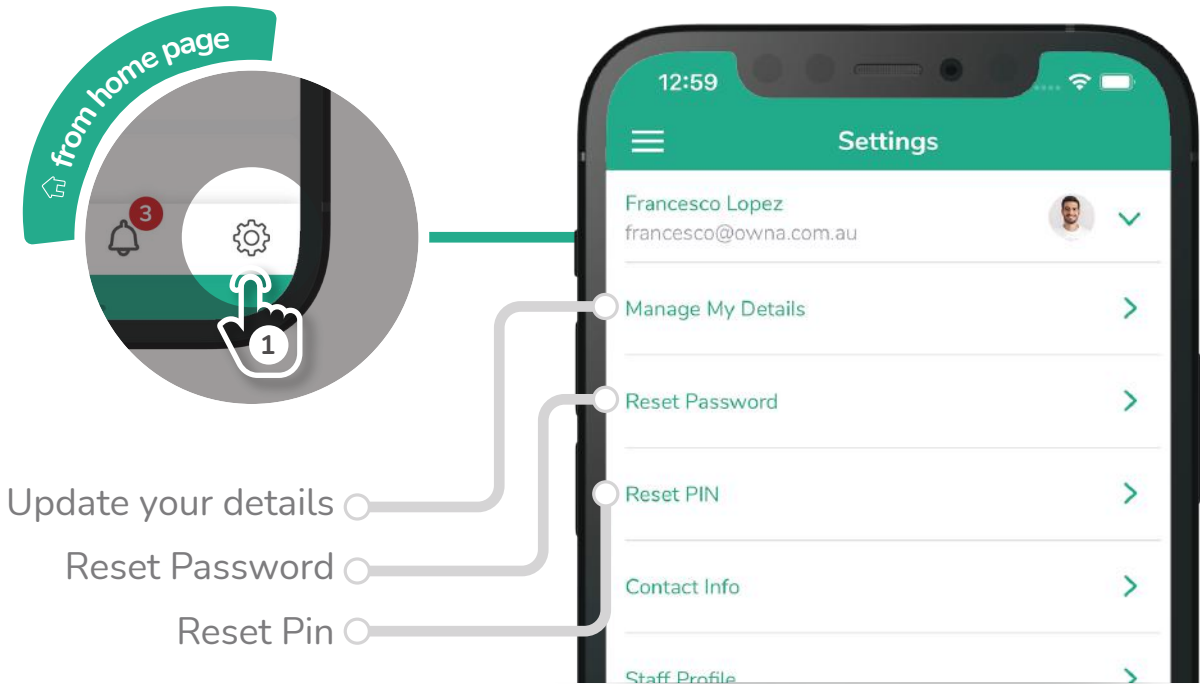 from home page
3
1
Update your details
Reset Password
Reset Pin
12:59
Settings
Francesco Lopez
francesco@owna.com.au
Manage My Details
Reset Password
Reset PIN
Contact Info
Staff Profile